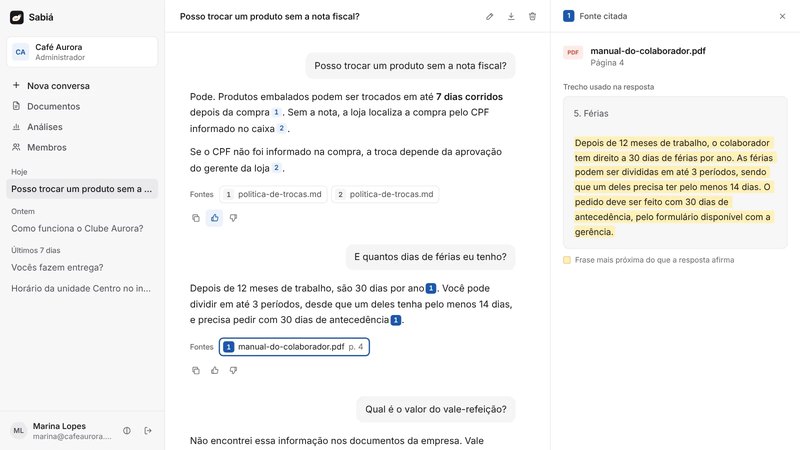 Sabiá
CA
Café Aurora
Administrador
Nova conversa
Documentos
Análises
Membros
Hoje
Posso trocar um produto sem a ...
Ontem
Como funciona o Clube Aurora?
Últimos 7 dias
Vocês fazem entrega?
Horário da unidade Centro no in...
ML
Marina Lopes
marina@cafeaurora....
Posso trocar um produto sem a nota fiscal?
Posso trocar um produto sem a nota fiscal?
Pode. Produtos embalados podem ser trocados em até 7 dias corridos
depois da compra 1 . Sem a nota, a loja localiza a compra pelo CPF
informado no caixa 2 .
Se o CPF não foi informado na compra, a troca depende da aprovação
do gerente da loja 2 .
Fontes 1 politica-de-trocas.md 2 politica-de-trocas.md
E quantos dias de férias eu tenho?
Depois de 12 meses de trabalho, são 30 dias por ano 1 . Você pode
dividir em até 3 períodos, desde que um deles tenha pelo menos 14 dias,
e precisa pedir com 30 dias de antecedência 1 .
Fontes 1 manual-do-colaborador.pdf p. 4
Qual é o valor do vale-refeição?
Não encontrei essa informação nos documentos da empresa. Vale
1 Fonte citada
PDF
manual-do-colaborador.pdf
Página 4
Trecho usado na resposta
5. Férias
Depois de 12 meses de trabalho, o colaborador
tem direito a 30 dias de férias por ano. As férias
podem ser divididas em até 3 períodos, sendo
que um deles precisa ter pelo menos 14 dias. O
pedido deve ser feito com 30 dias de
antecedência, pelo formulário disponível com a
gerência.
Frase mais próxima do que a resposta afirma